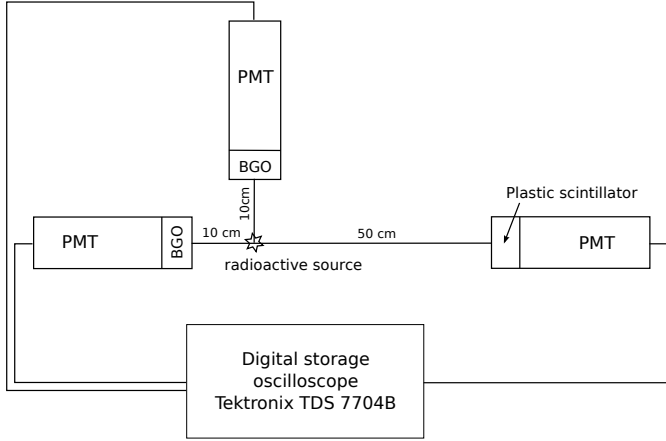 PMT
BGO
10cm
Plastic scintillator
PMT
BGO
10 cm
50 cm
PMT
radioactive source
Digital storage
oscilloscope
Tektronix TDS 7704B